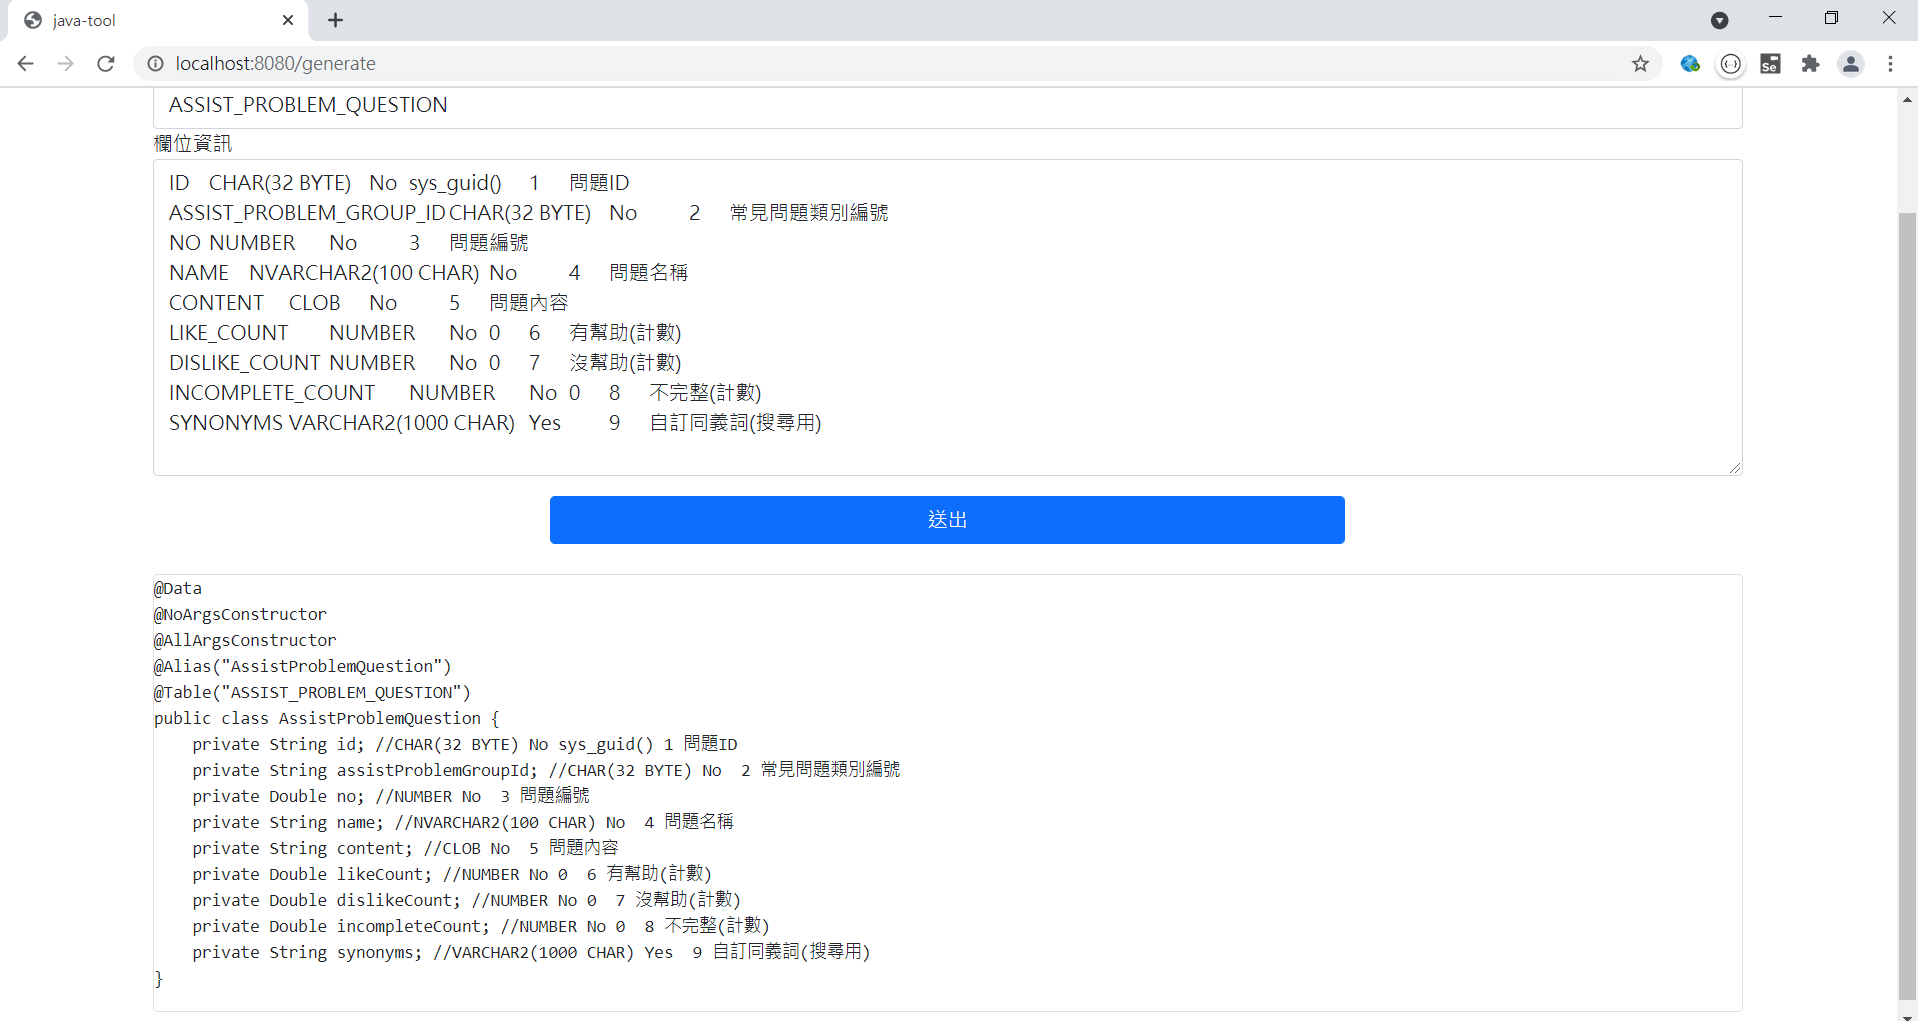 java-tool
localhost:8080/generate
ASSIST_PROBLEM_QUESTION
欄位資訊
ID CHAR(32 BYTE) No sys_guid() 1 問題ID
ASSIST_PROBLEM_GROUP_ID CHAR(32 BYTE) No 2 常見問題類別編號
NO NUMBER No 3 問題編號
NAME NVARCHAR2(100 CHAR) No 4 問題名稱
CONTENT CLOB No 5 問題內容
LIKE_COUNT NUMBER No 0 6 有幫助(計數)
DISLIKE_COUNT NUMBER No 0 7 沒幫助(計數)
INCOMPLETE_COUNT NUMBER No 0 8 不完整(計數)
SYNONYMS VARCHAR2(1000 CHAR) Yes 9 自訂同義詞(搜尋用)
送出
@Data
@NoArgsConstructor
@AllArgsConstructor
@Alias("AssistProblemQuestion")
@Table("ASSIST_PROBLEM_QUESTION")
public class AssistProblemQuestion {
    private String id; //CHAR(32 BYTE) No sys_guid() 1 問題ID
    private String assistProblemGroupId; //CHAR(32 BYTE) No  2 常見問題類別編號
    private Double no; //NUMBER No  3 問題編號
    private String name; //NVARCHAR2(100 CHAR) No  4 問題名稱
    private String content; //CLOB No  5 問題內容
    private Double likeCount; //NUMBER No 0  6 有幫助(計數)
    private Double dislikeCount; //NUMBER No 0  7 沒幫助(計數)
    private Double incompleteCount; //NUMBER No 0  8 不完整(計數)
    private String synonyms; //VARCHAR2(1000 CHAR) Yes  9 自訂同義詞(搜尋用)
}